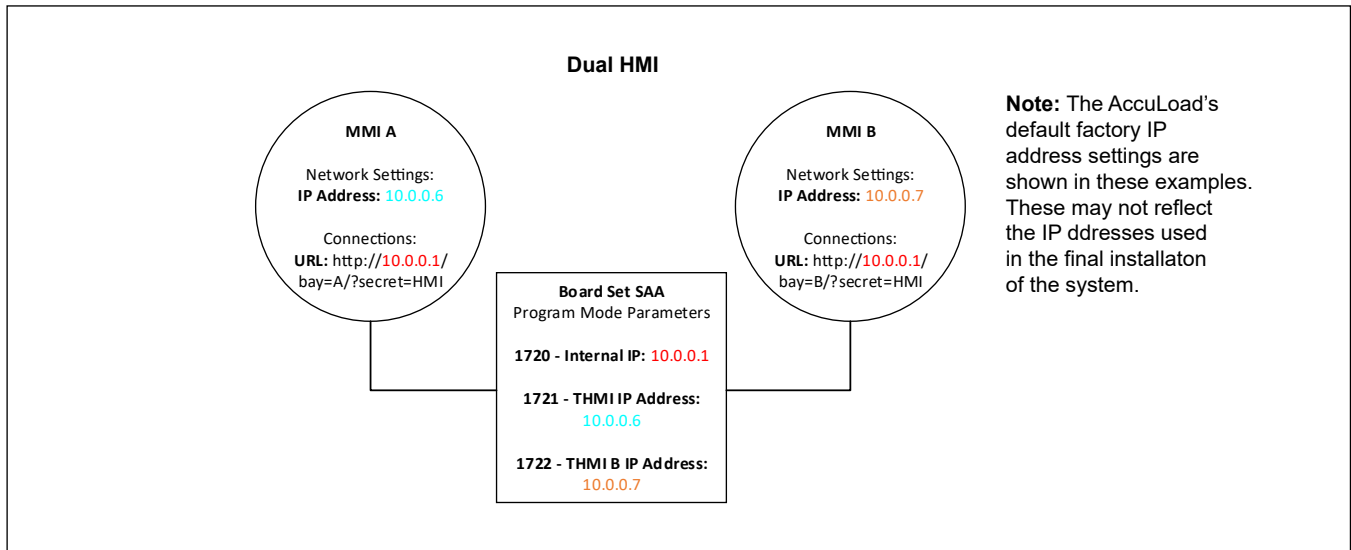 Dual HMI
MMI A
Network Settings:
IP Address: 10.0.0.6
Connections:
URL: http://10.0.0.1/
bay=A/?secret=HMI
MMI B
Network Settings:
IP Address: 10.0.0.7
Connections:
URL: http://10.0.0.1/
bay=B/?secret=HMI
Board Set SAA
Program Mode Parameters
1720 - Internal IP: 10.0.0.1
1721 - THMI IP Address:
10.0.0.6
1722 - THMI B IP Address:
10.0.0.7
Note: The AccuLoad’s
default factory IP
address settings are
shown in these examples.
These may not reflect
the IP ddresses used
in the final installaton
of the system.